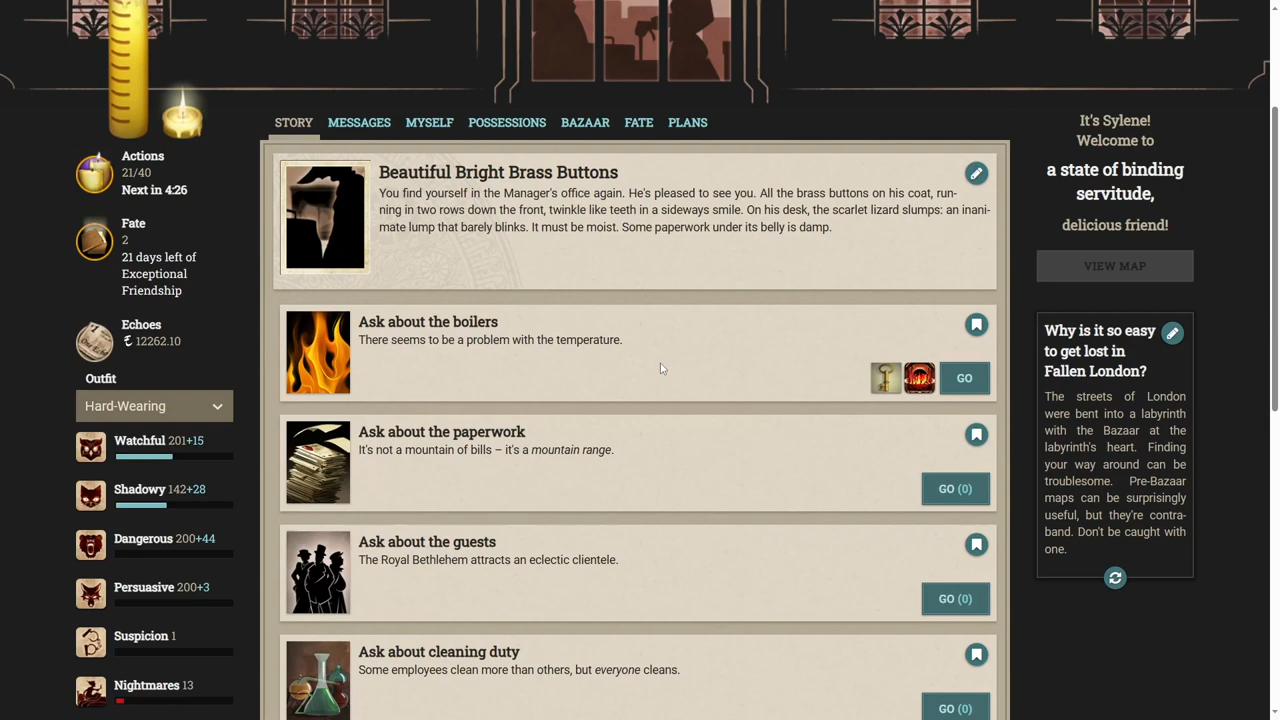 STORY
MESSAGES
MYSELF
POSSESSIONS
BAZAAR
FATE
PLANS
Actions
21/40
Next in 4:26
Fate
2
21 days left of
Exceptional
Friendship
Echoes
12262.10
Outfit
Hard-Wearing
Watchful 201+15
Shadowy 142+28
Dangerous 200+44
Persuasive 200+3
Suspicion 1
Nightmares 13
Beautiful Bright Brass Buttons
You find yourself in the Manager's office again. He's pleased to see you. All the brass buttons on his coat, run-
ning in two rows down the front, twinkle like teeth in a sideways smile. On his desk, the scarlet lizard slumps: an inani-
mate lump that barely blinks. It must be moist. Some paperwork under its belly is damp.
Ask about the boilers
There seems to be a problem with the temperature.
GO
Ask about the paperwork
It's not a mountain of bills – it's a mountain range.
GO (0)
Ask about the guests
The Royal Bethlehem attracts an eclectic clientele.
GO (0)
Ask about cleaning duty
Some employees clean more than others, but everyone cleans.
GO (0)
It's Sylene!
Welcome to
a state of binding
servitude,
delicious friend!
VIEW MAP
Why is it so easy
to get lost in
Fallen London?
The streets of London
were bent into a labyrinth
with the Bazaar at the
labyrinth's heart. Finding
your way around can be
troublesome. Pre-Bazaar
maps can be surprisingly
useful, but they're contra-
band. Don't be caught with
one.